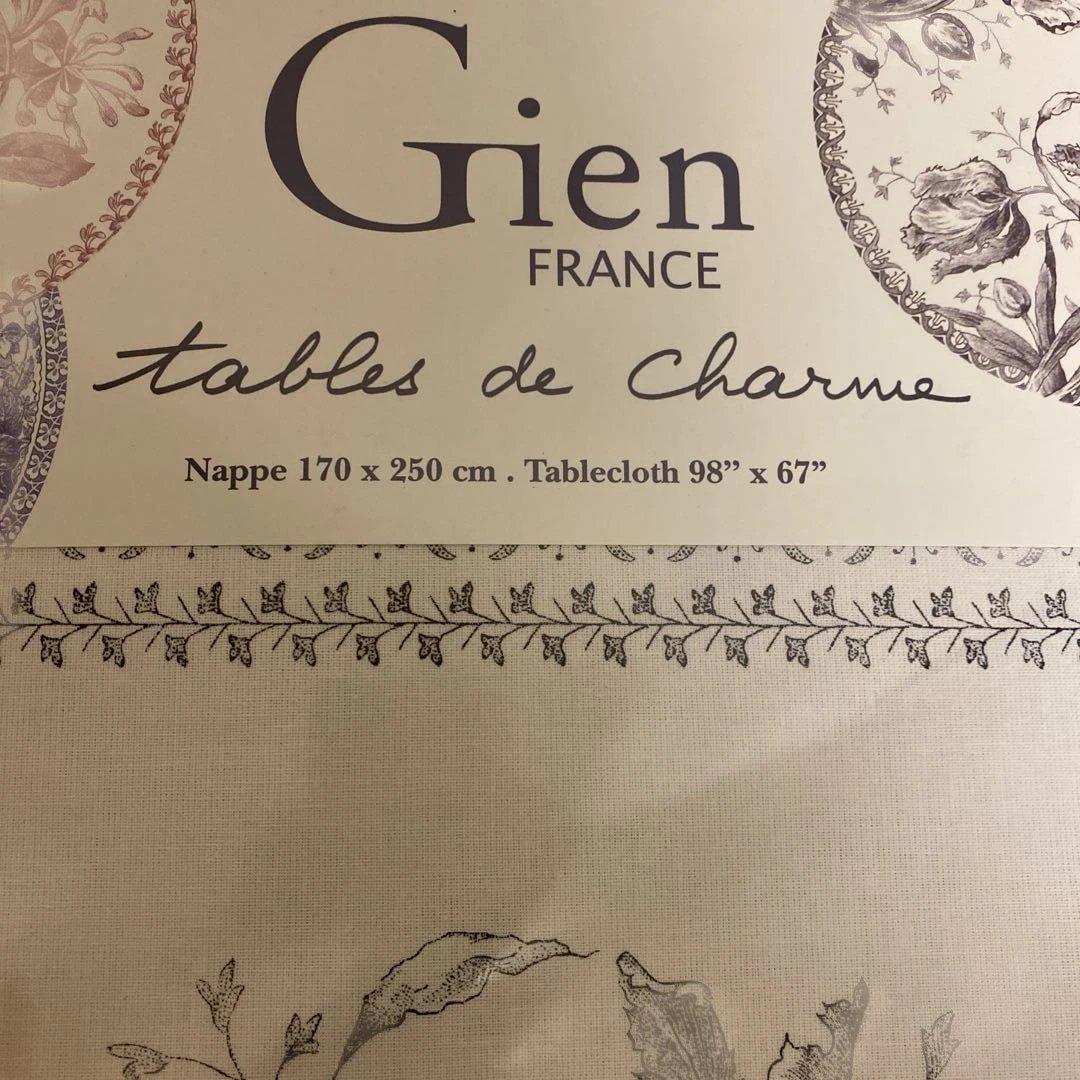 Gien
FRANCE
tables de charme
Nappe 170 x 250 cm . Tablecloth 98” x 67”